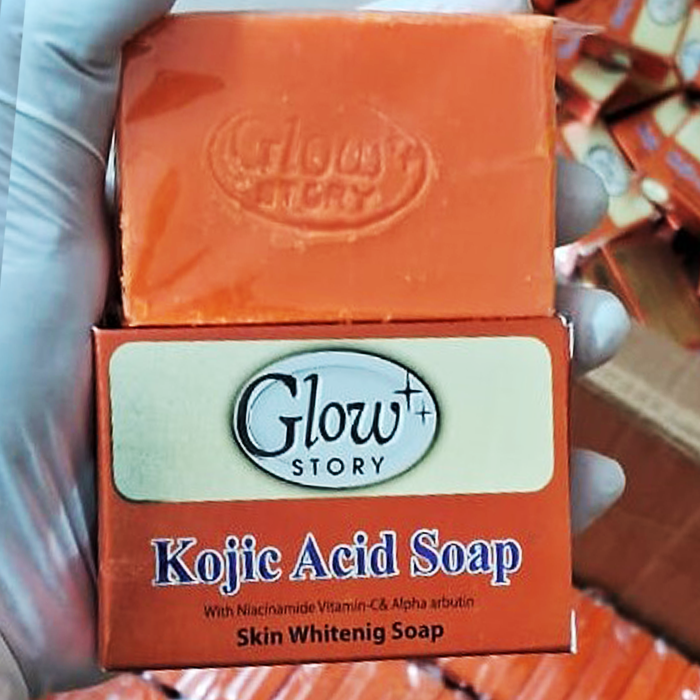 Glow
STORY
Glow
STORY
Kojic Acid Soap
With Niacinamide Vitamin-C& Alpha arbutin
Skin Whitenig Soap